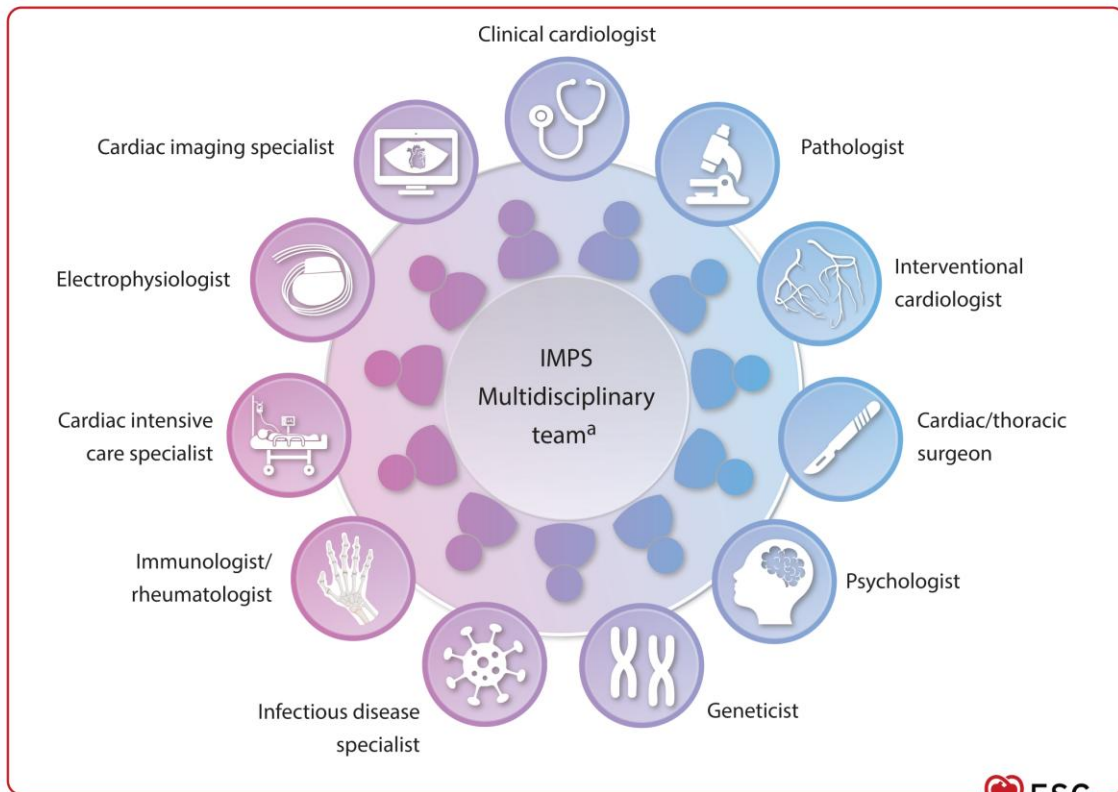 Clinical cardiologist
Cardiac imaging specialist
Pathologist
Electrophysiologist
Interventional
cardiologist
IMPS
Multidisciplinary
teamᵃ
Cardiac intensive
care specialist
Cardiac/thoracic
surgeon
Immunologist/
rheumatologist
Psychologist
Infectious disease
specialist
Geneticist
ESC